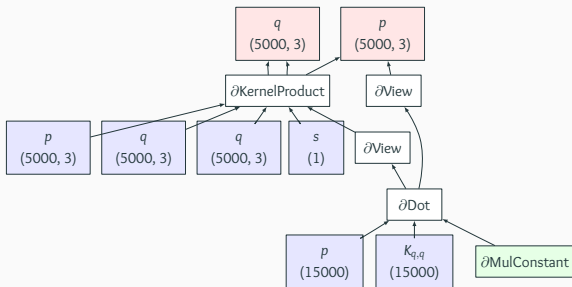 q
(5000, 3)
p
(5000, 3)
∂KernelProduct
∂View
p
(5000, 3)
q
(5000, 3)
q
(5000, 3)
s
(1)
∂View
∂Dot
p
(15000)
K_{q,q}
(15000)
∂MulConstant